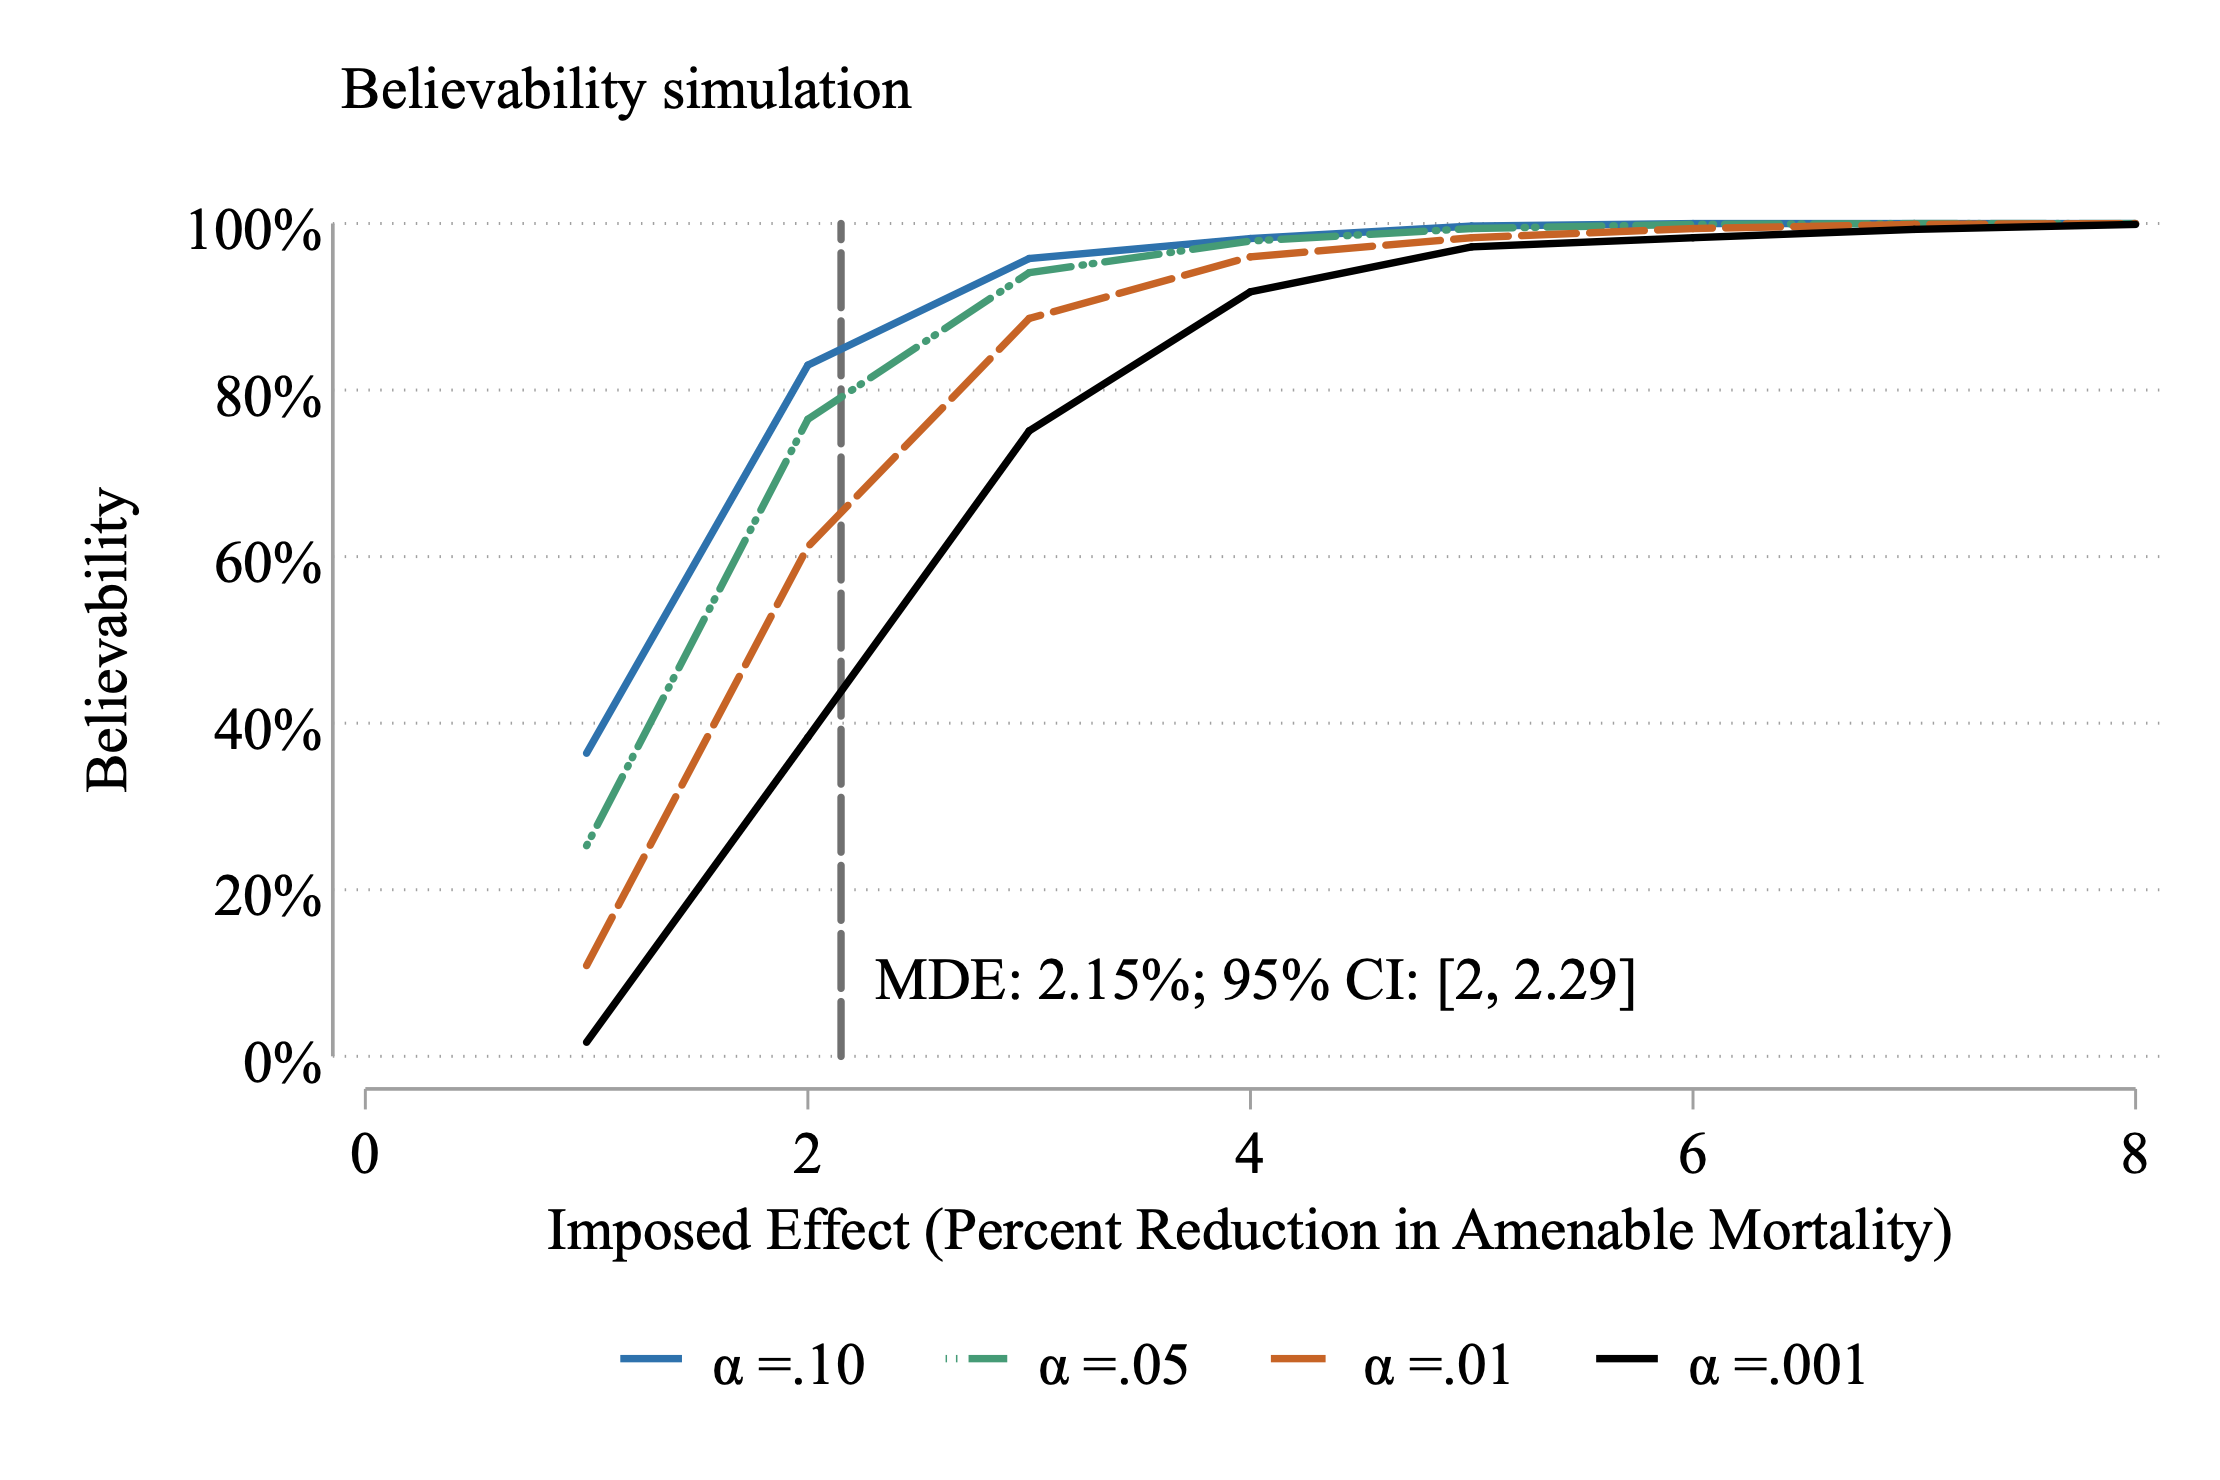 Believability simulation
100%
80%
60%
40%
20%
0%
Believability
MDE: 2.15%; 95% CI: [2, 2.29]
0 2 4 6 8
Imposed Effect (Percent Reduction in Amenable Mortality)
α =.10 α =.05 α =.01 α =.001